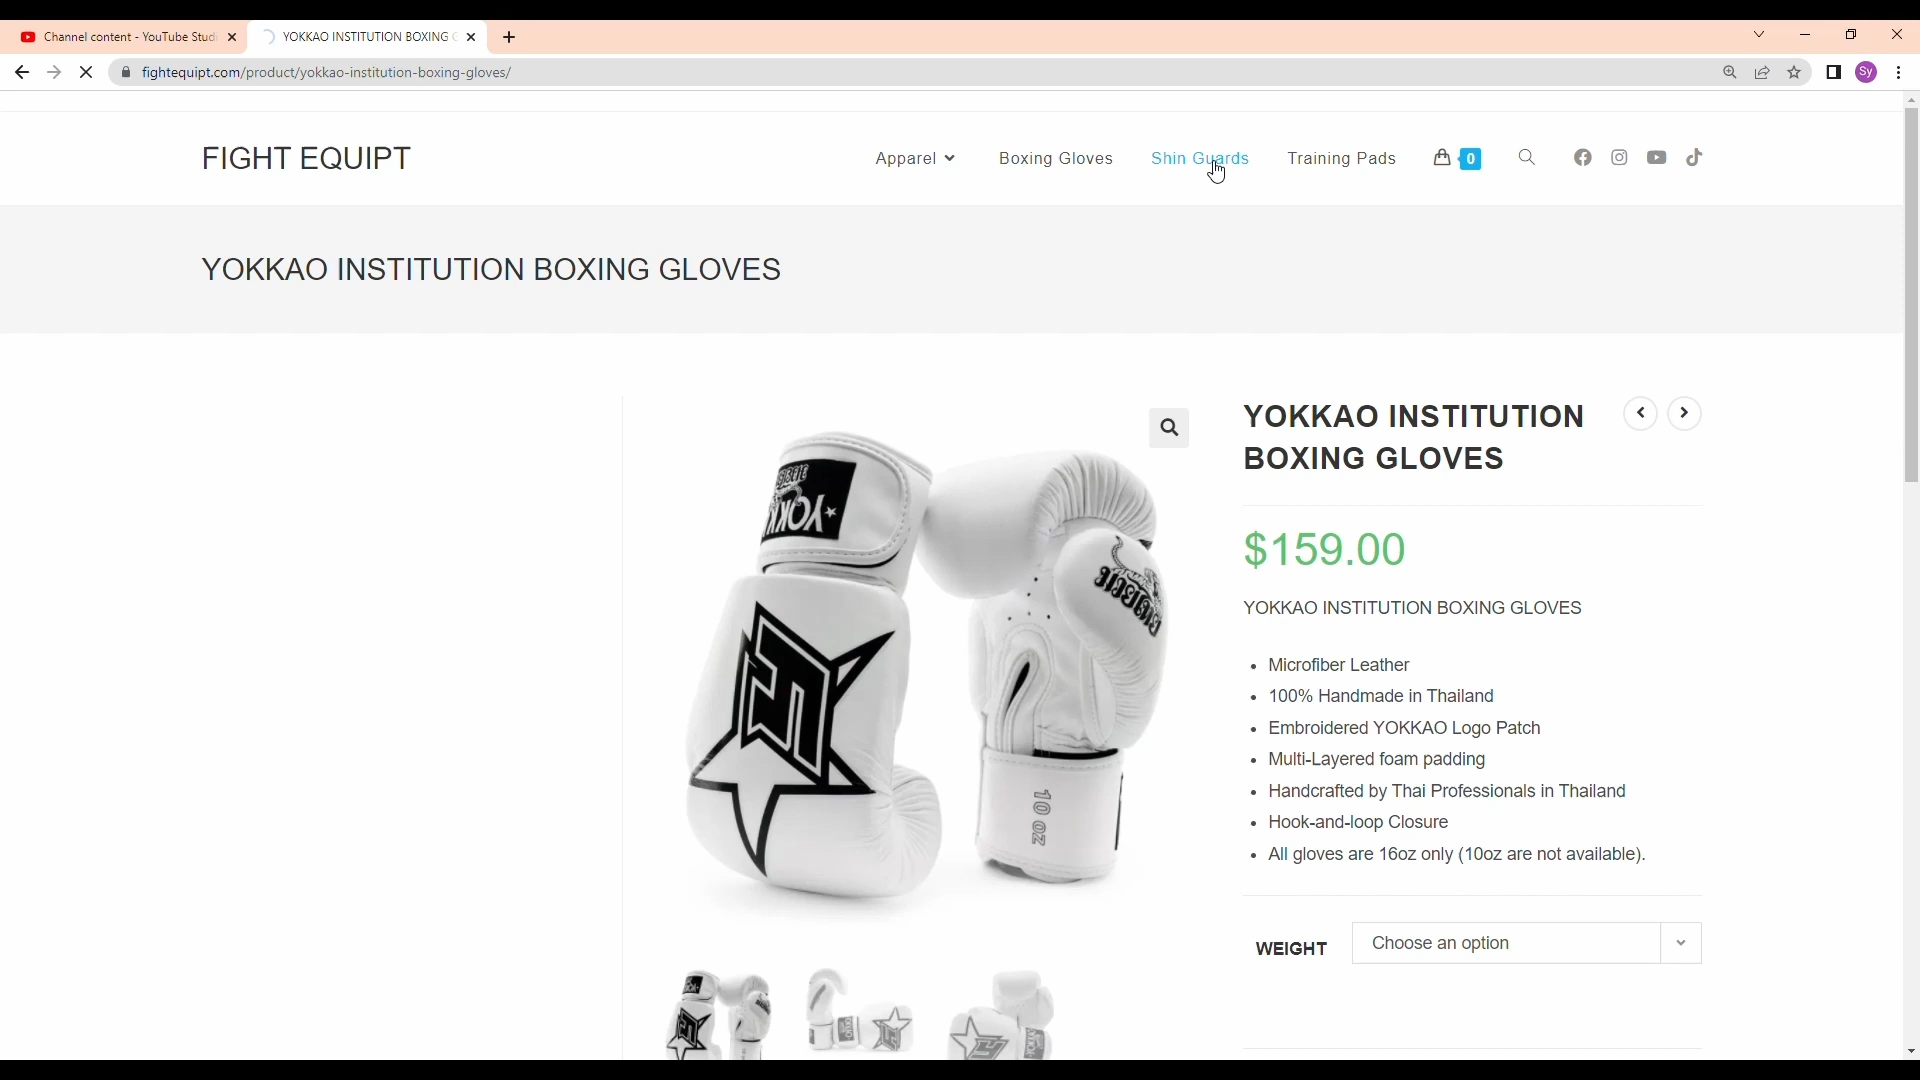 Channel content - YouTube Studi
YOKKAO INSTITUTION BOXING G
fightequipt.com/product/yokkao-institution-boxing-gloves/
Sy
FIGHT EQUIPT
Apparel
Boxing Gloves
Shin Guards
Training Pads
0
YOKKAO INSTITUTION BOXING GLOVES
YOKKAO INSTITUTION
BOXING GLOVES
$159.00
YOKKAO INSTITUTION BOXING GLOVES
• Microfiber Leather
• 100% Handmade in Thailand
• Embroidered YOKKAO Logo Patch
• Multi-Layered foam padding
• Handcrafted by Thai Professionals in Thailand
• Hook-and-loop Closure
• All gloves are 16oz only (10oz are not available).
10 oz
WEIGHT
Choose an option